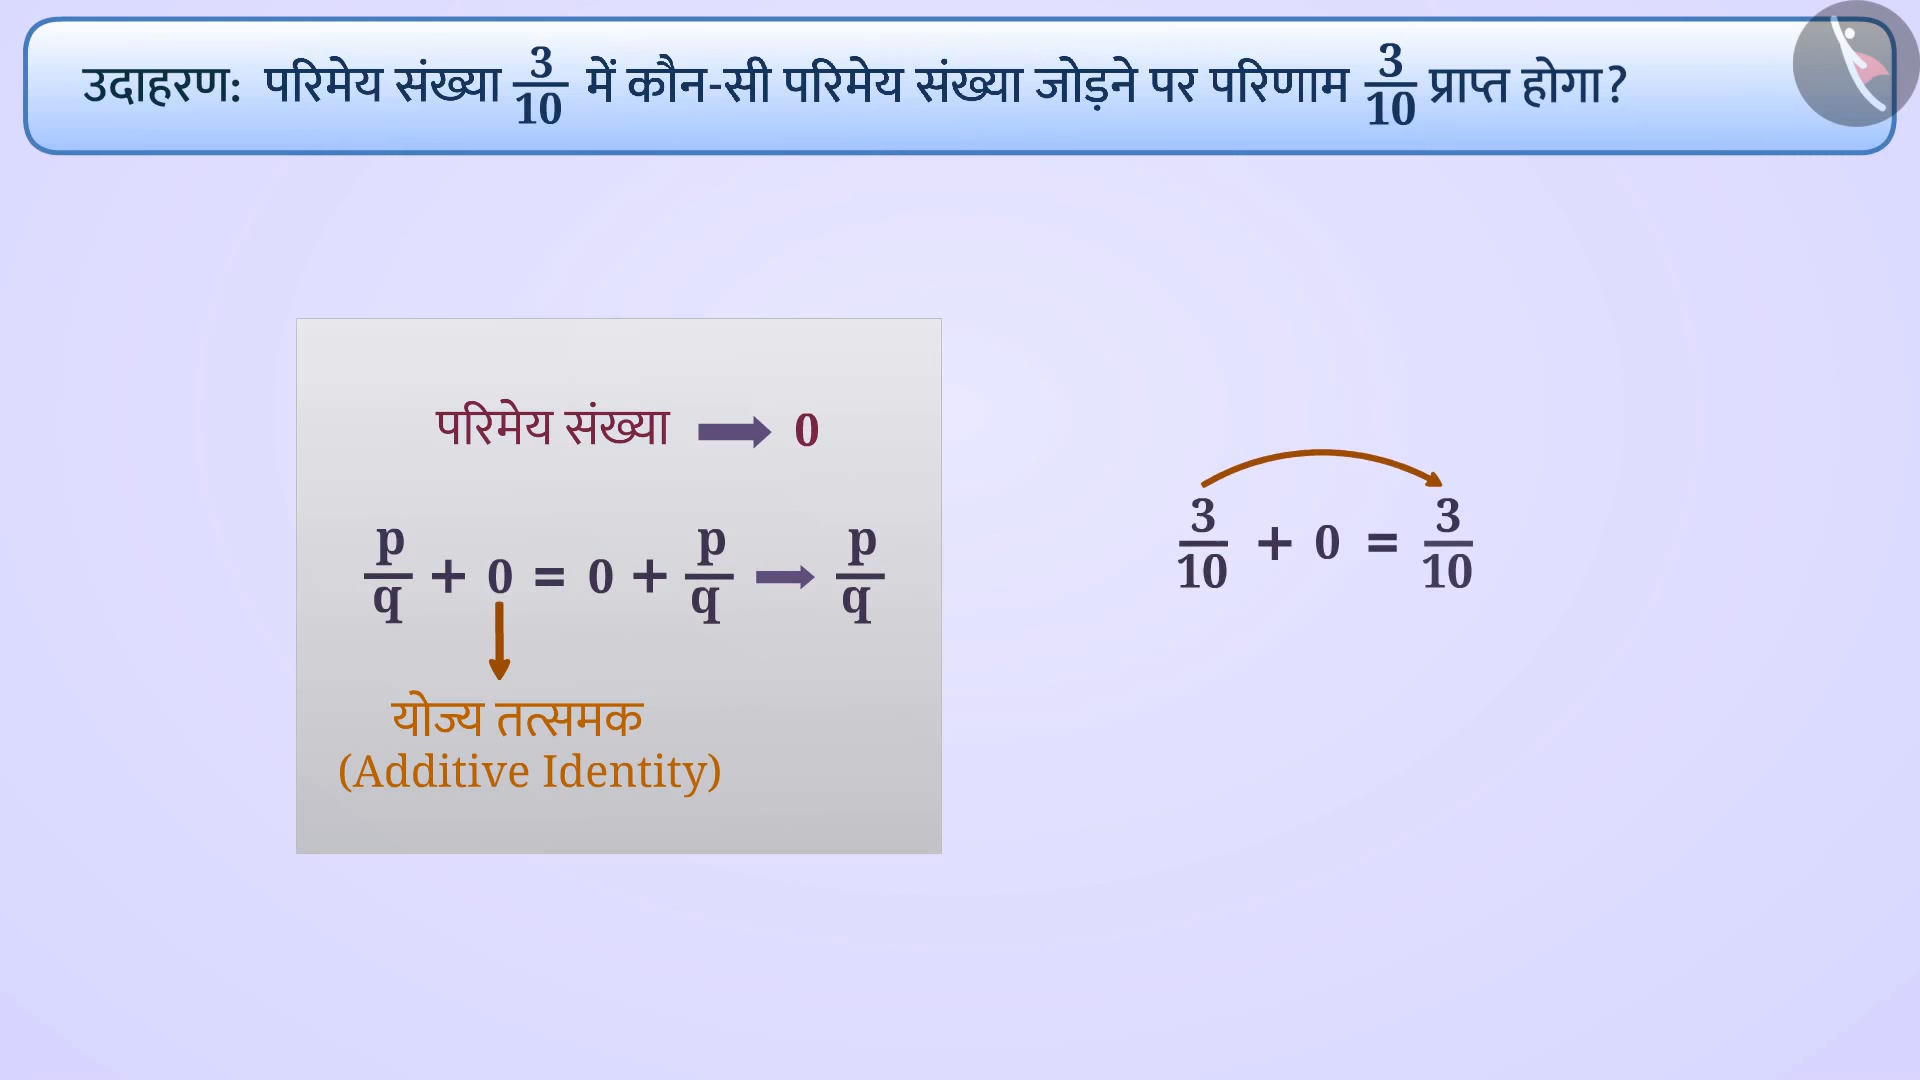 उदाहरण: परिमेय संख्या 3/10 में कौन-सी परिमेय संख्या जोड़ने पर परिणाम 3/10 प्राप्त होगा?
परिमेय संख्या → 0
p/q + 0 = 0 + p/q → p/q
योज्य तत्समक
(Additive Identity)
3/10 + 0 = 3/10